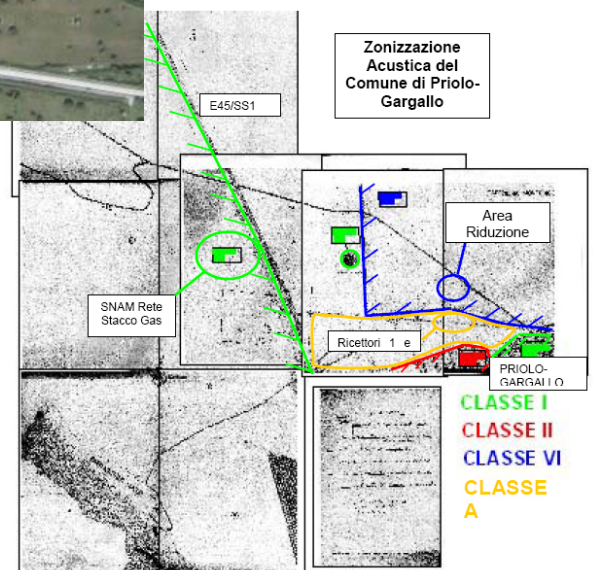 Zonizzazione
Acustica del
Comune di Priolo-
Gargallo
E45/SS1
Area
Riduzione
SNAM Rete
Stacco Gas
Ricettori 1 e
PRIOLO-
GARGALLO
CLASSE I
CLASSE II
CLASSE VI
CLASSE
A